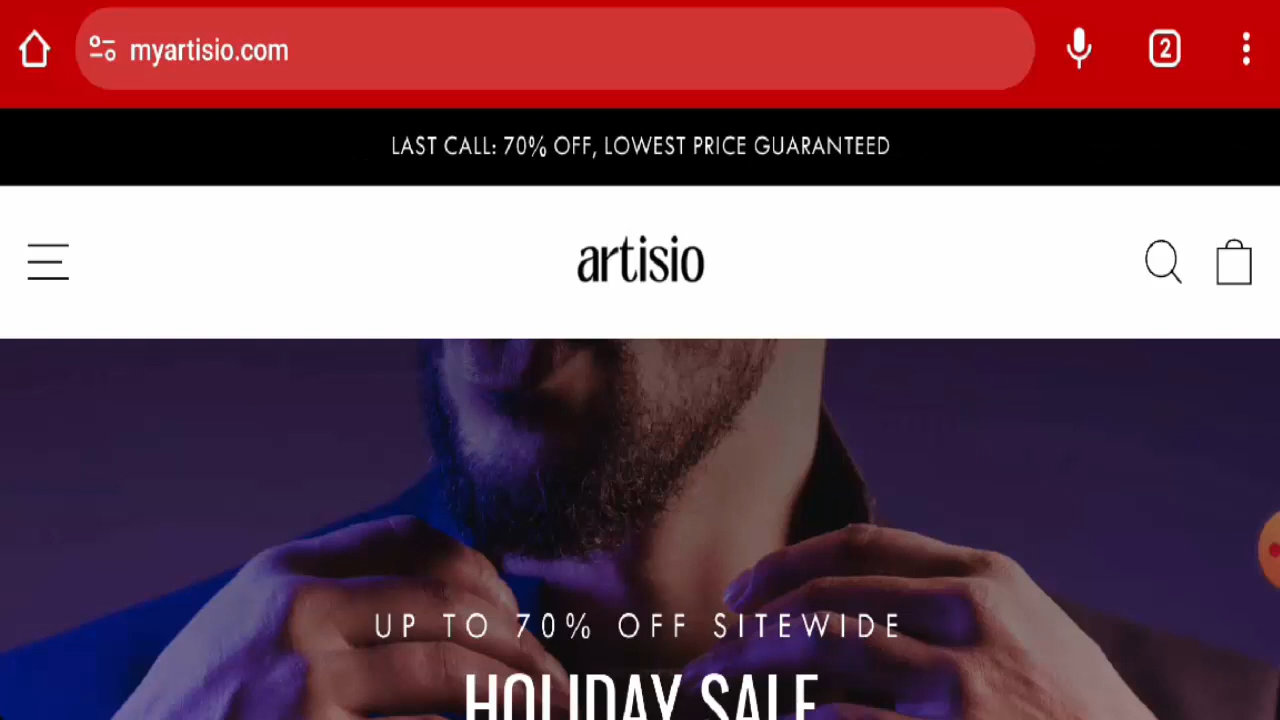 myartisio.com
2
LAST CALL: 70% OFF, LOWEST PRICE GUARANTEED
artisio
UP TO 70% OFF SITEWIDE
HOLIDAY SALE